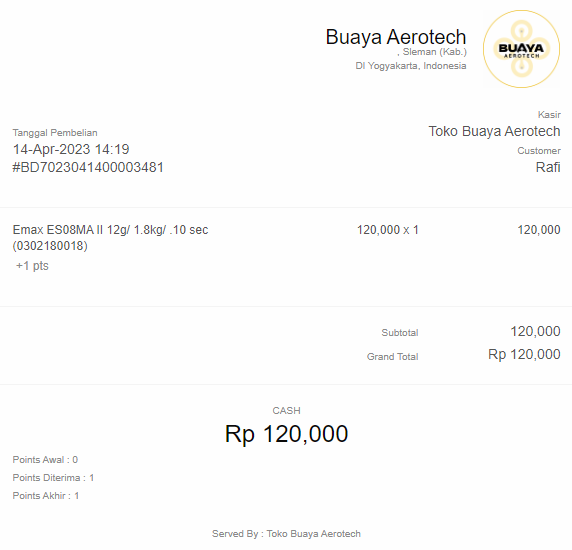 Buaya Aerotech
, Sleman (Kab.)
DI Yogyakarta, Indonesia
BUAYA
AEROTECH
Kasir
Toko Buaya Aerotech
Customer
Rafi
Tanggal Pembelian
14-Apr-2023 14:19
#BD7023041400003481
Emax ES08MA II 12g/ 1.8kg/ .10 sec 120,000 x 1 120,000
(0302180018)
+1 pts
Subtotal 120,000
Grand Total Rp 120,000
CASH
Rp 120,000
Points Awal : 0
Points Diterima : 1
Points Akhir : 1
Served By : Toko Buaya Aerotech